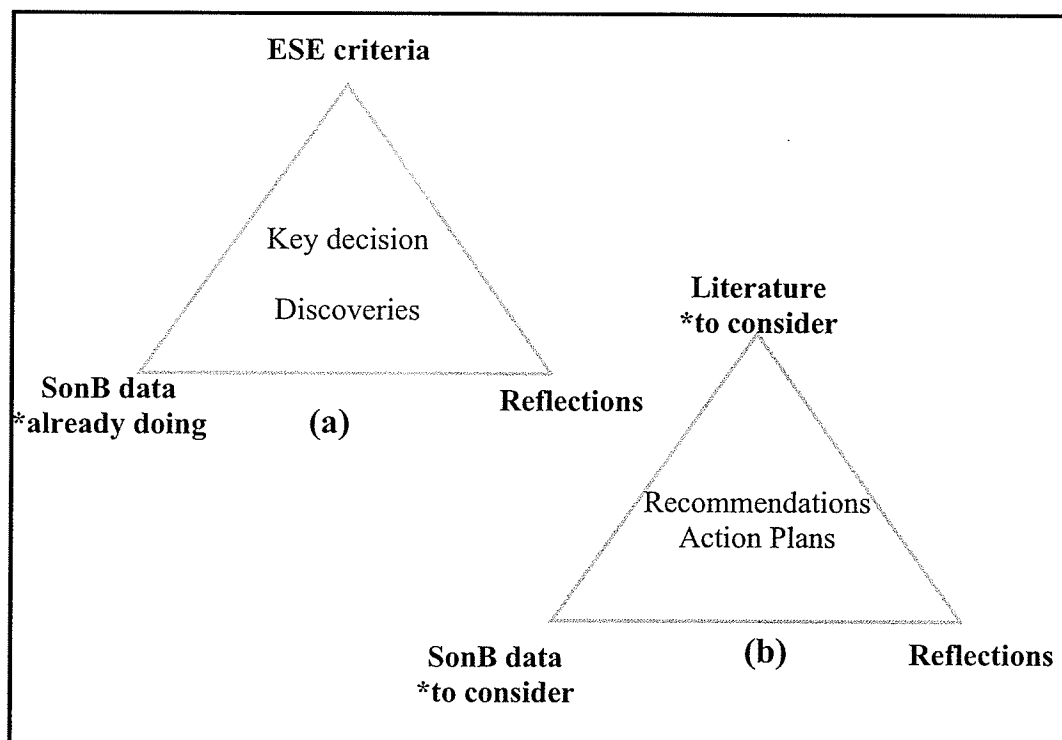 ESE criteria
Key decision
Discoveries
SonB data
*already doing
(a)
Reflections
Literature
*to consider
Recommendations
Action Plans
SonB data
*to consider
(b)
Reflections